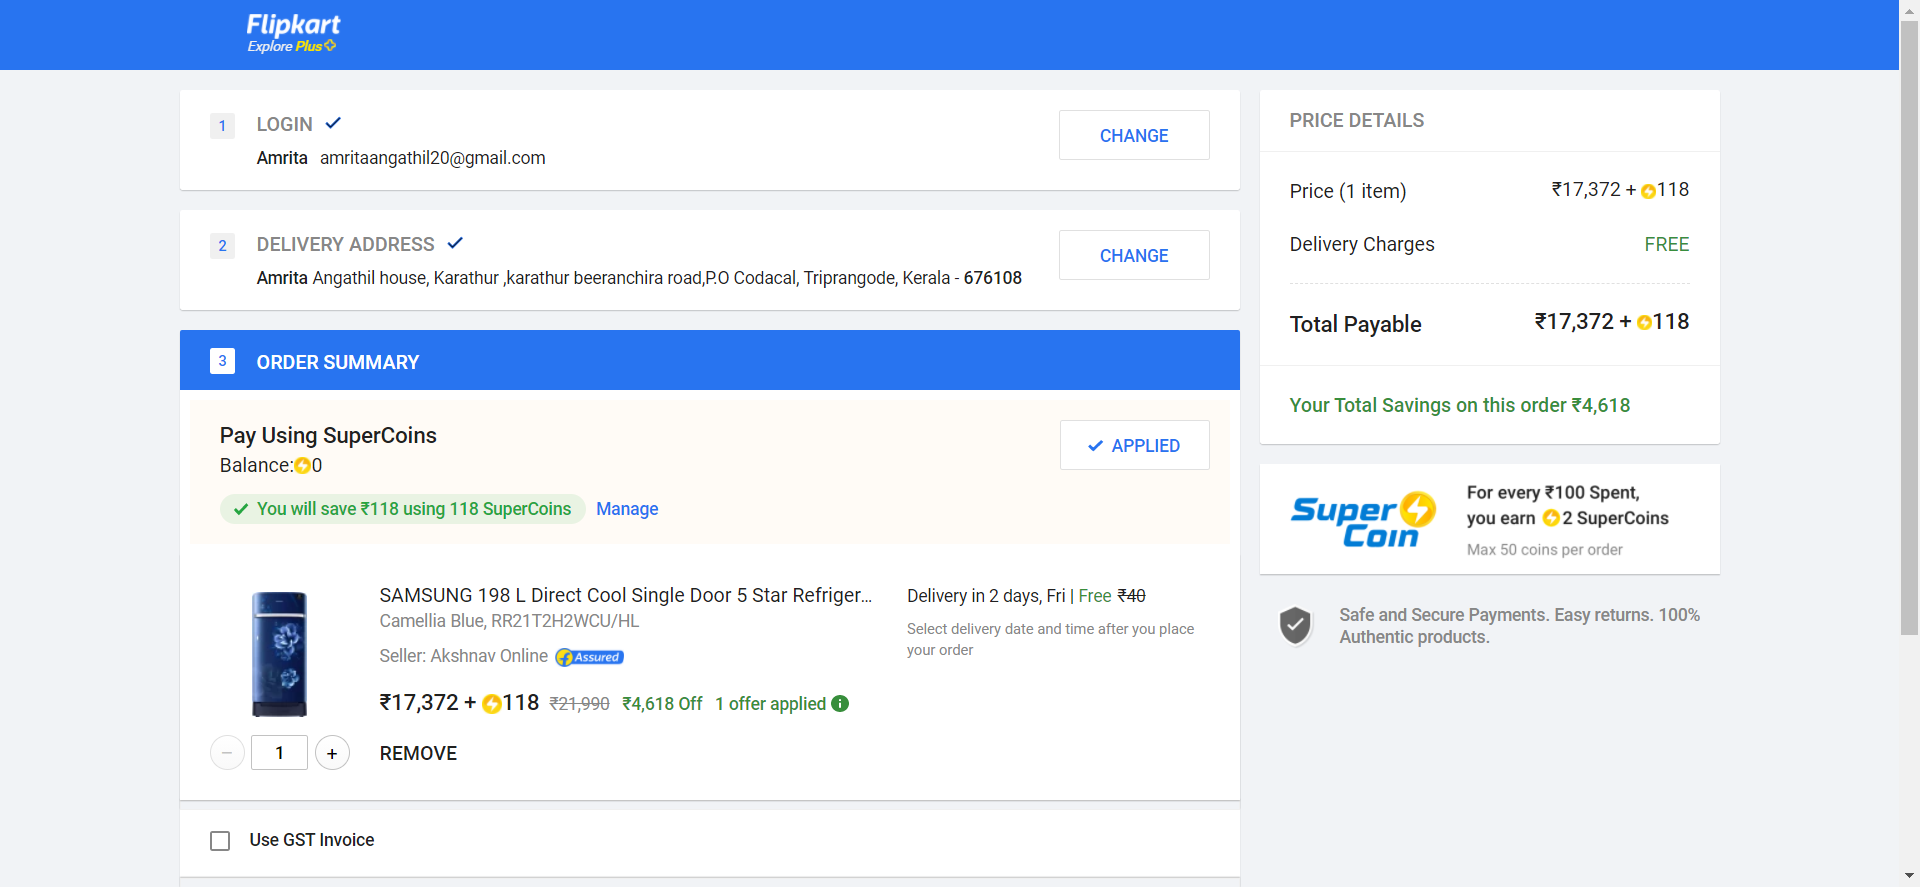 Flipkart
Explore Plus
1 LOGIN
CHANGE
Amrita amritaangathil20@gmail.com
2 DELIVERY ADDRESS
CHANGE
Amrita Angathil house, Karathur ,karathur beeranchira road,P.O Codacal, Triprangode, Kerala - 676108
3 ORDER SUMMARY
Pay Using SuperCoins
Balance:0
APPLIED
You will save ₹118 using 118 SuperCoins Manage
SAMSUNG 198 L Direct Cool Single Door 5 Star Refriger...
Camellia Blue, RR21T2H2WCU/HL
Seller: Akshnav Online Assured
₹17,372 + 118 ₹21,990 ₹4,618 Off 1 offer applied
Delivery in 2 days, Fri | Free ₹40
Select delivery date and time after you place
your order
− 1 + REMOVE
Use GST Invoice
PRICE DETAILS
Price (1 item) ₹17,372 + 118
Delivery Charges FREE
Total Payable ₹17,372 + 118
Your Total Savings on this order ₹4,618
Super
Coin
For every ₹100 Spent,
you earn 2 SuperCoins
Max 50 coins per order
Safe and Secure Payments. Easy returns. 100%
Authentic products.